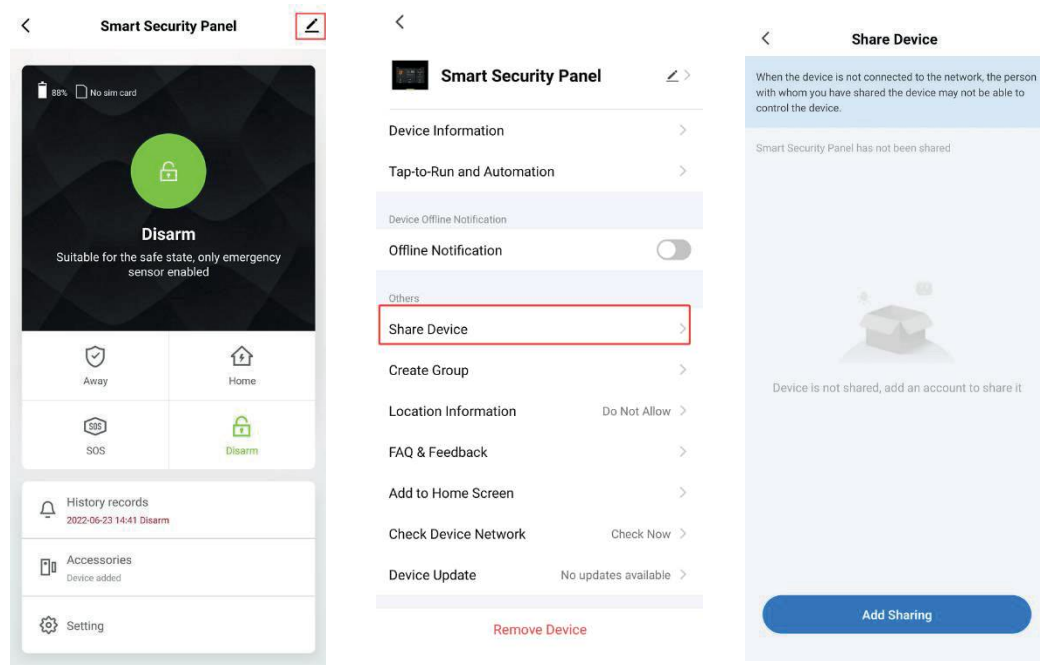 Smart Security Panel
88% No sim card
Disarm
Suitable for the safe state, only emergency
sensor enabled
Away
Home
SOS
SOS
Disarm
History records
2022-06-23 14:41 Disarm
Accessories
Device added
Setting
Smart Security Panel
Device Information
Tap-to-Run and Automation
Device Offline Notification
Offline Notification
Others
Share Device
Create Group
Location Information Do Not Allow
FAQ & Feedback
Add to Home Screen
Check Device Network Check Now
Device Update No updates available
Remove Device
Share Device
When the device is not connected to the network, the person
with whom you have shared the device may not be able to
control the device.
Smart Security Panel has not been shared
Device is not shared, add an account to share it
Add Sharing